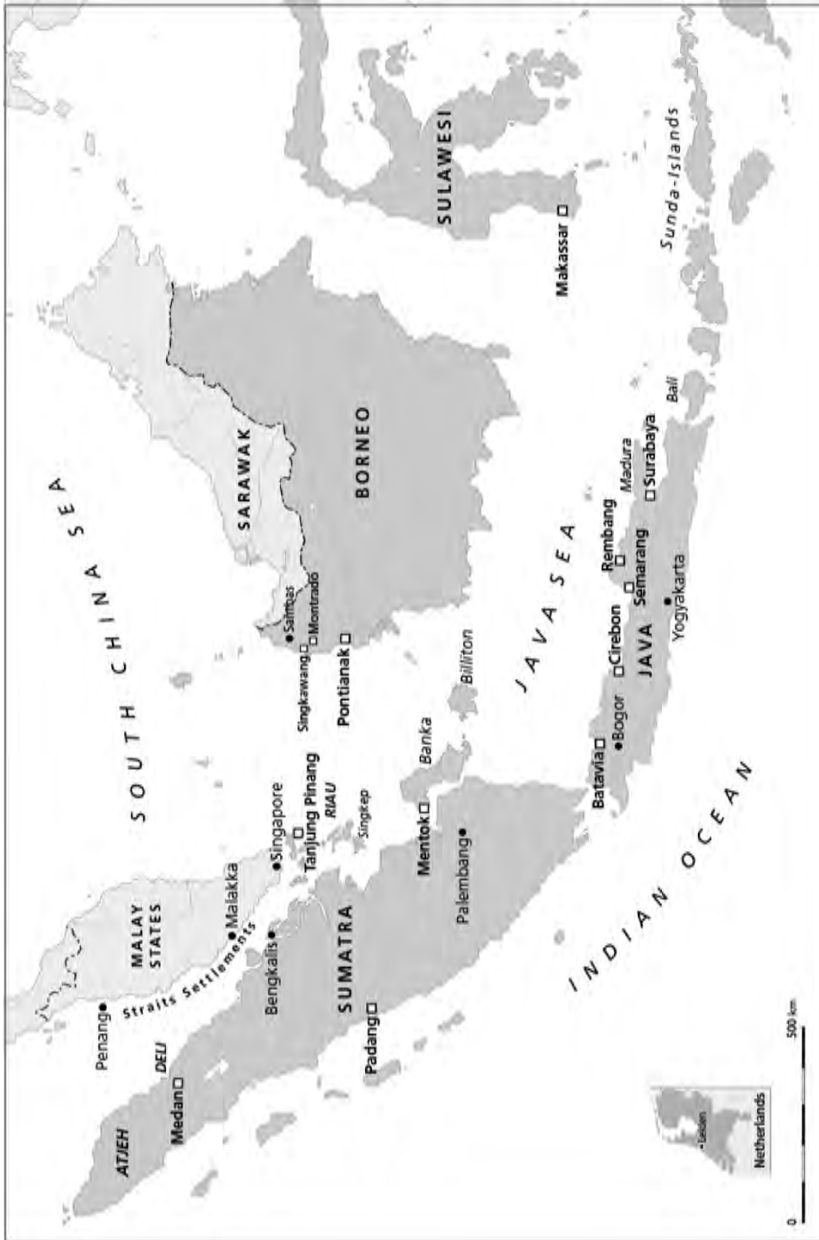 SOUTH CHINA SEA
MALAY
STATES
Penang
Straits Settlements
Malakka
Singapore
ATJEH
DELI
Medan
Bengkalis
Tanjung Pinang
RIAU
Singkep
SUMATRA
Padang
Mentok
Banka
Billiton
Palembang
SARAWAK
Sambas
Singkawang
Montrado
Pontianak
BORNEO
SULAWESI
Makassar
JAVA SEA
Batavia
Bogor
Cirebon
JAVA
Semarang
Rembang
Madura
Surabaya
Yogyakarta
Bali
Sunda-Islands
INDIAN OCEAN
Leiden
Netherlands
0
500 km